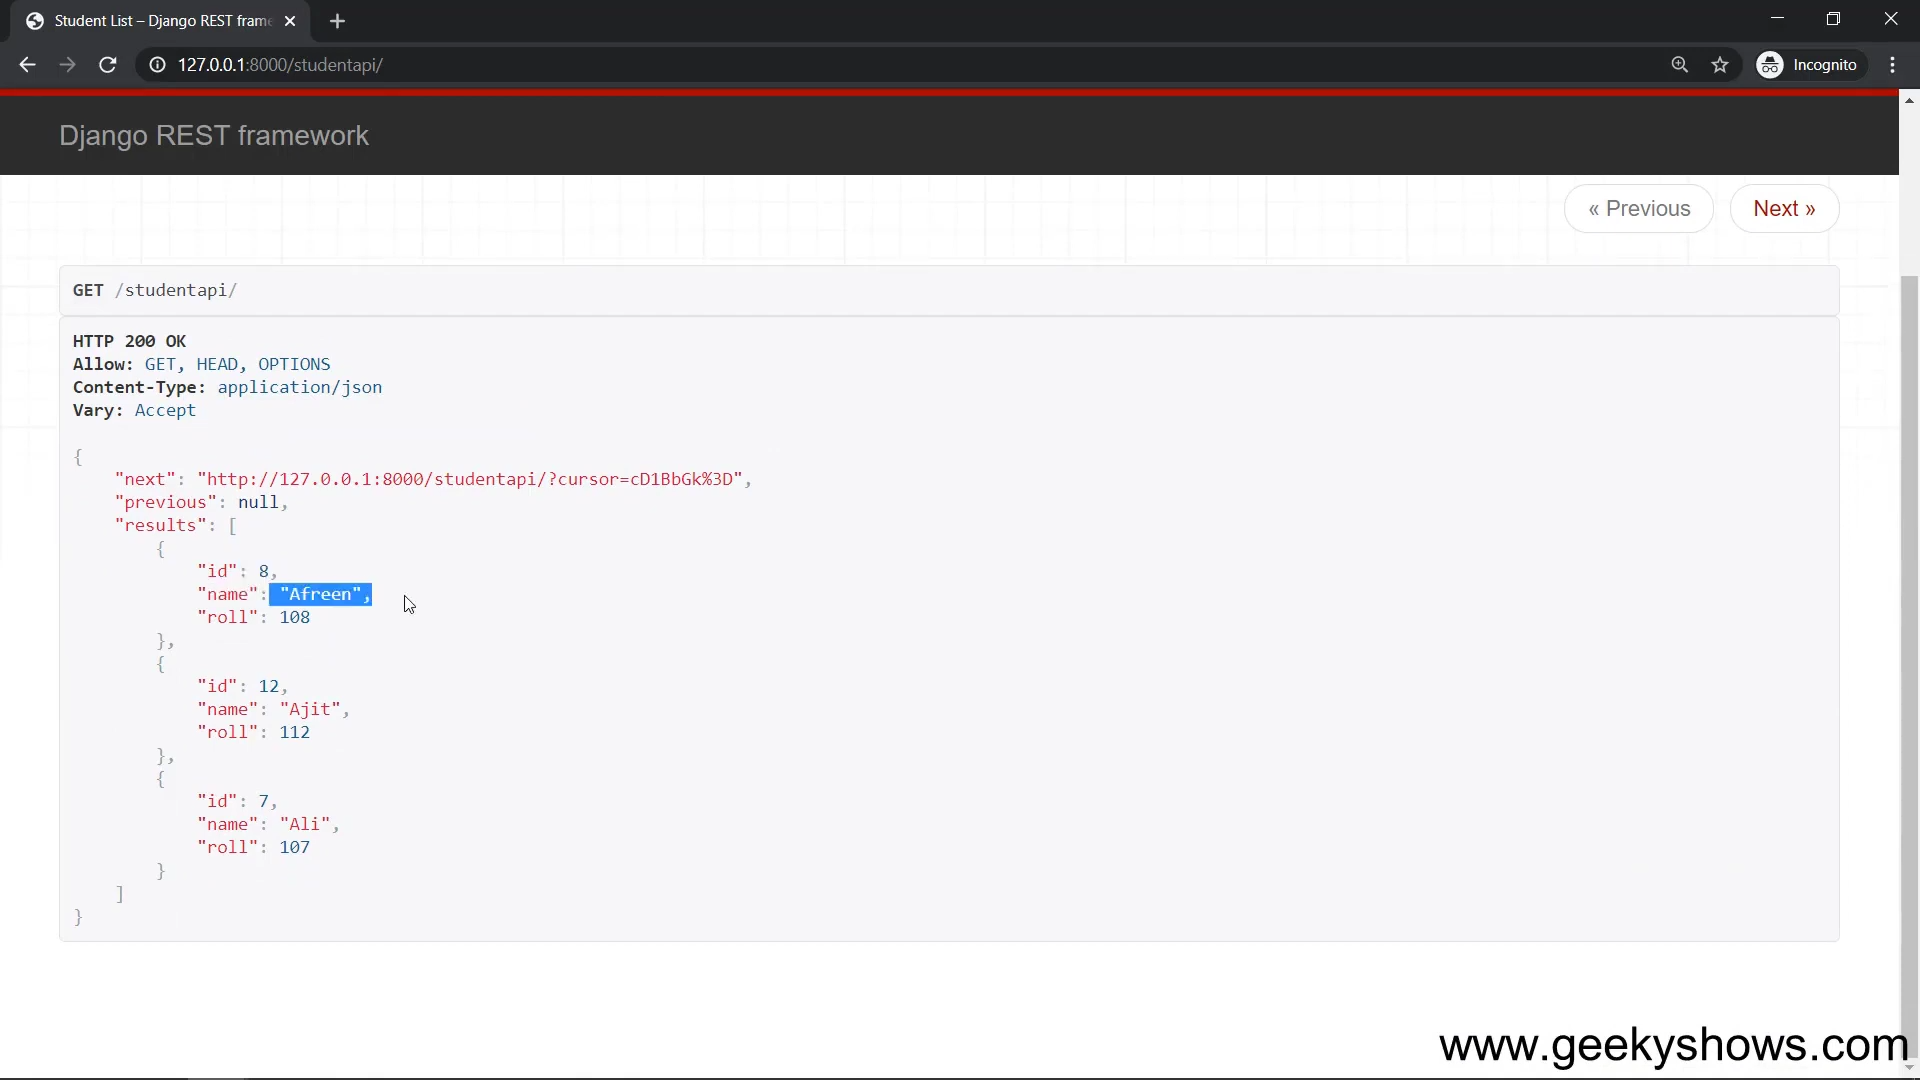 Student List – Django REST frame
127.0.0.1:8000/studentapi/
Incognito
Django REST framework
« Previous
Next »
GET /studentapi/
HTTP 200 OK
Allow: GET, HEAD, OPTIONS
Content-Type: application/json
Vary: Accept
{
"next": "http://127.0.0.1:8000/studentapi/?cursor=cD1BbGk%3D",
"previous": null,
"results": [
{
"id": 8,
"name": "Afreen",
"roll": 108
},
{
"id": 12,
"name": "Ajit",
"roll": 112
},
{
"id": 7,
"name": "Ali",
"roll": 107
}
]
}
www.geekyshows.com